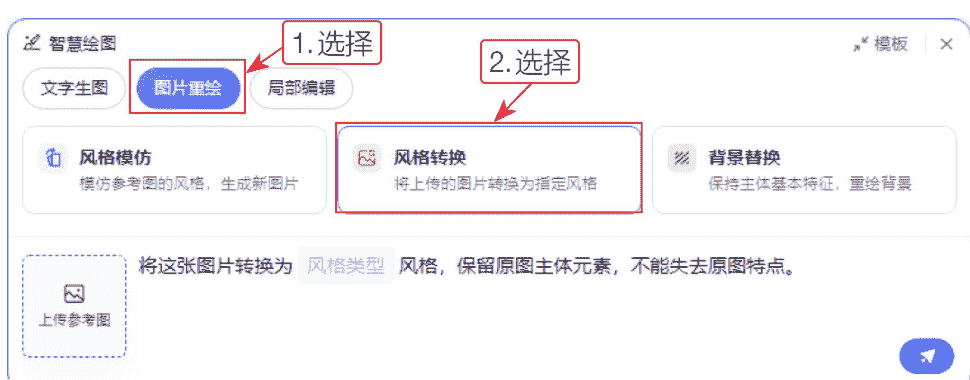 智慧绘图
1.选择
模板
文字生图
图片重绘
局部编辑
2.选择
风格模仿
模仿参考图的风格，生成新图片
风格转换
将上传的图片转换为指定风格
背景替换
保持主体基本特征，重绘背景
将这张图片转换为 风格类型 风格，保留原图主体元素，不能失去原图特点。
上传参考图